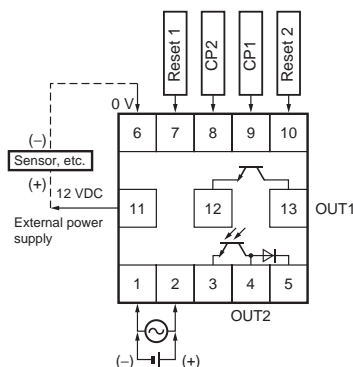 Reset 1
CP2
CP1
Reset 2
0 V
6
7
8
9
10
(–)
Sensor, etc.
(+)
12 VDC
External power
supply
11
12
13
OUT1
1
2
3
4
5
OUT2
(–)
(+)